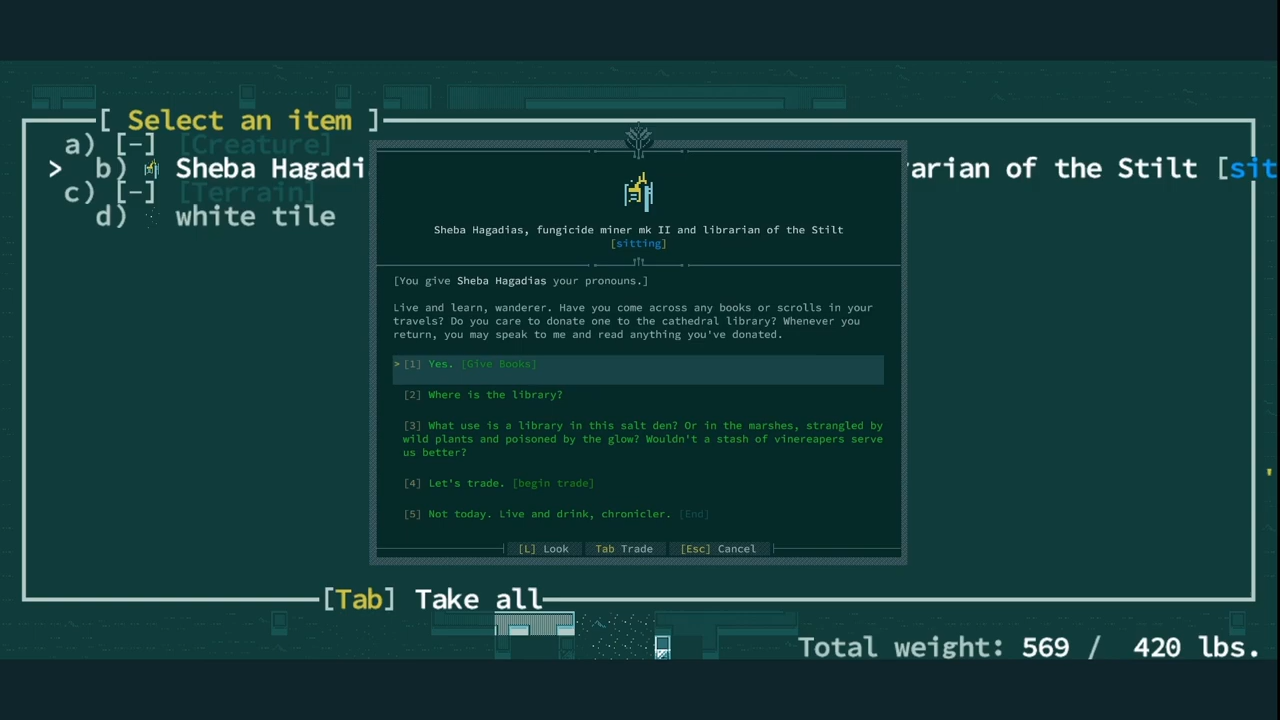 [ Select an item ]
a) [-] [Creature]
> b) Sheba Hagadi
arian of the Stilt [sit
c) [-] [Terrain]
d) white tile
Sheba Hagadias, fungicide miner mk II and librarian of the Stilt
[sitting]
[You give Sheba Hagadias your pronouns.]
Live and learn, wanderer. Have you come across any books or scrolls in your
travels? Do you care to donate one to the cathedral library? Whenever you
return, you may speak to me and read anything you've donated.
> [1] Yes. [Give Books]
[2] Where is the library?
[3] What use is a library in this salt den? Or in the marshes, strangled by
wild plants and poisoned by the glow? Wouldn't a stash of vinereapers serve
us better?
[4] Let's trade. [begin trade]
[5] Not today. Live and drink, chronicler. [End]
[L] Look Tab Trade [Esc] Cancel
[Tab] Take all
Total weight: 569 / 420 lbs.